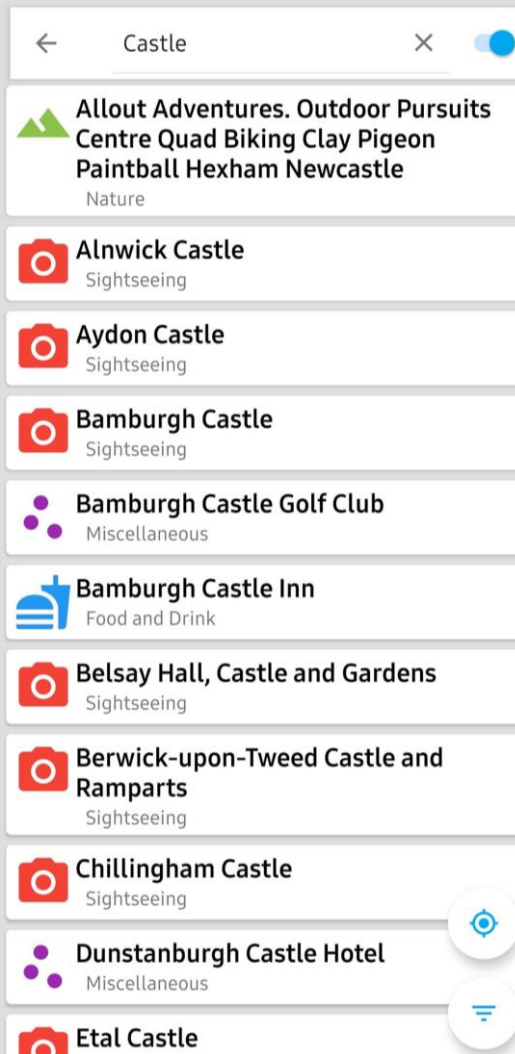 Castle
Allout Adventures. Outdoor Pursuits
Centre Quad Biking Clay Pigeon
Paintball Hexham Newcastle
Nature
Alnwick Castle
Sightseeing
Aydon Castle
Sightseeing
Bamburgh Castle
Sightseeing
Bamburgh Castle Golf Club
Miscellaneous
Bamburgh Castle Inn
Food and Drink
Belsay Hall, Castle and Gardens
Sightseeing
Berwick-upon-Tweed Castle and
Ramparts
Sightseeing
Chillingham Castle
Sightseeing
Dunstanburgh Castle Hotel
Miscellaneous
Etal Castle